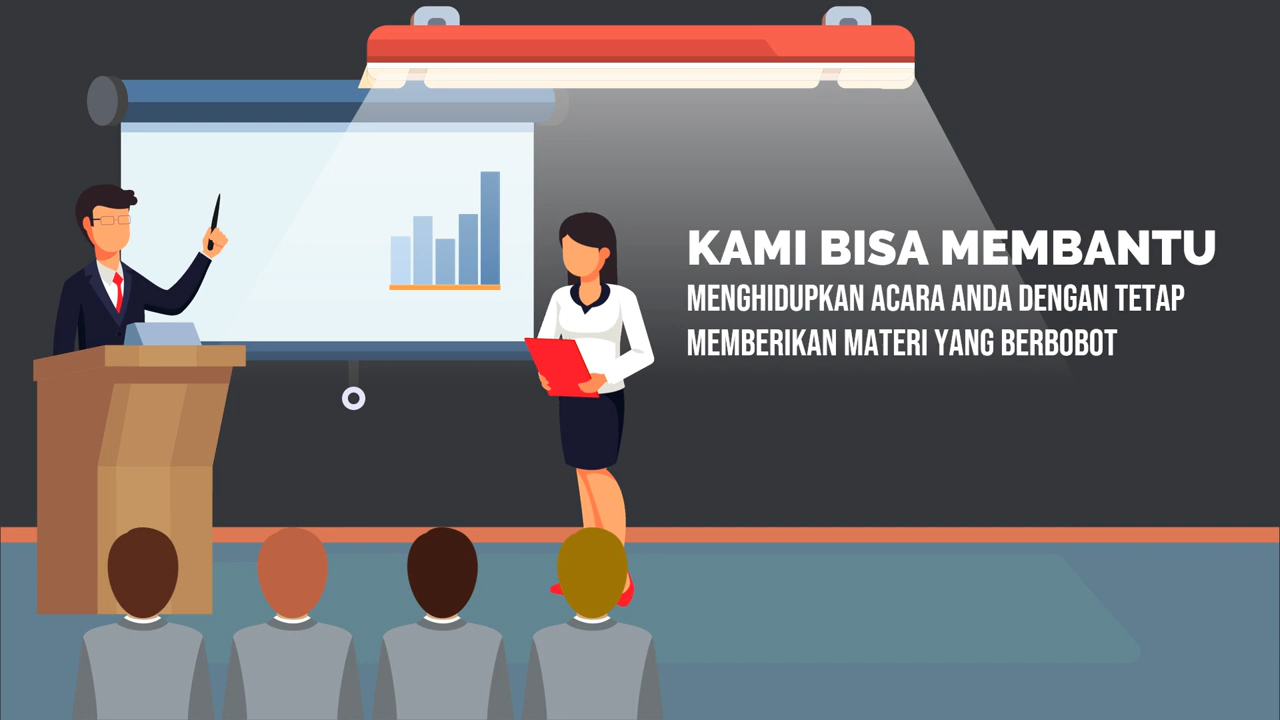 KAMI BISA MEMBANTU
MENGHIDUPKAN ACARA ANDA DENGAN TETAP
MEMBERIKAN MATERI YANG BERBOBOT